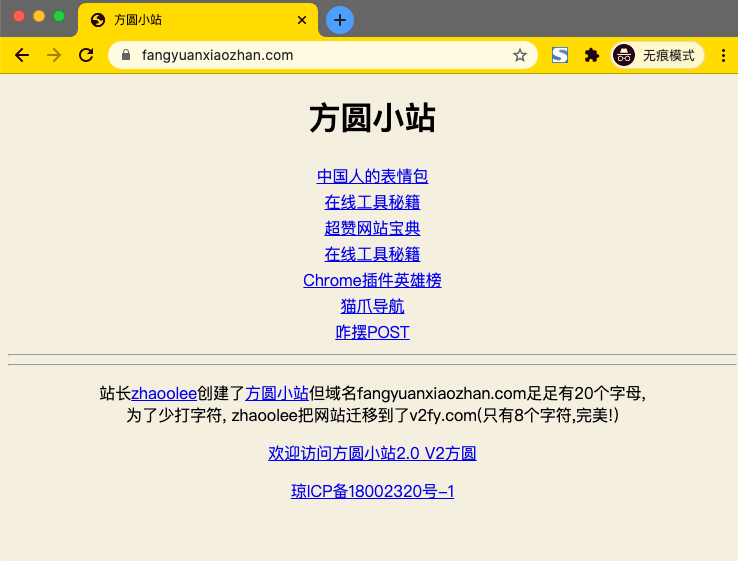 方圆小站
fangyuanxiaozhan.com
无痕模式
方圆小站
中国人的表情包
在线工具秘籍
超赞网站宝典
在线工具秘籍
Chrome插件英雄榜
猫爪导航
咋摆POST
站长zhaoolee创建了方圆小站但域名fangyuanxiaozhan.com足足有20个字母,
为了少打字符, zhaoolee把网站迁移到了v2fy.com(只有8个字符,完美!)
欢迎访问方圆小站2.0 V2方圆
琼ICP备18002320号-1